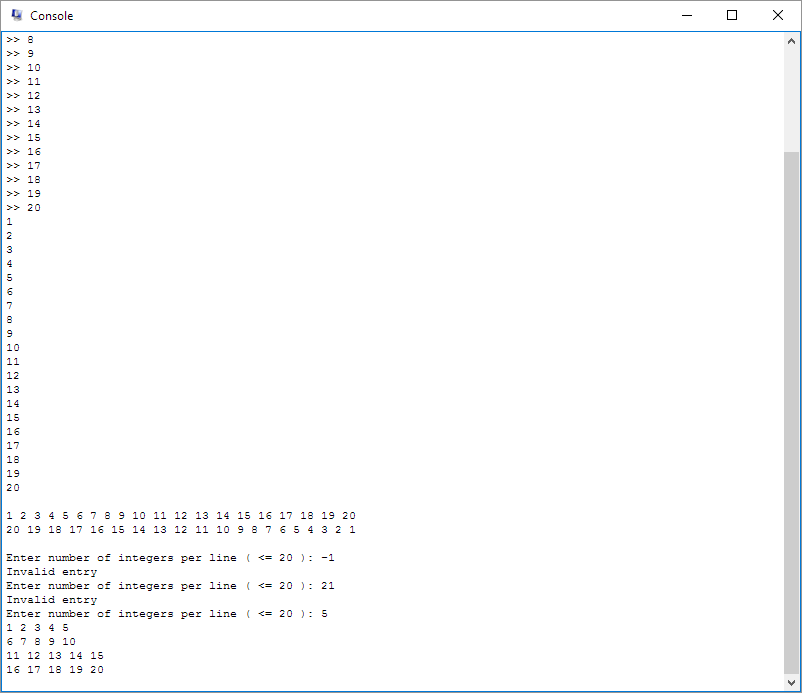 Console
>> 8
>> 9
>> 10
>> 11
>> 12
>> 13
>> 14
>> 15
>> 16
>> 17
>> 18
>> 19
>> 20
1
2
3
4
5
6
7
8
9
10
11
12
13
14
15
16
17
18
19
20
1 2 3 4 5 6 7 8 9 10 11 12 13 14 15 16 17 18 19 20
20 19 18 17 16 15 14 13 12 11 10 9 8 7 6 5 4 3 2 1
Enter number of integers per line ( <= 20 ): -1
Invalid entry
Enter number of integers per line ( <= 20 ): 21
Invalid entry
Enter number of integers per line ( <= 20 ): 5
1 2 3 4 5
6 7 8 9 10
11 12 13 14 15
16 17 18 19 20